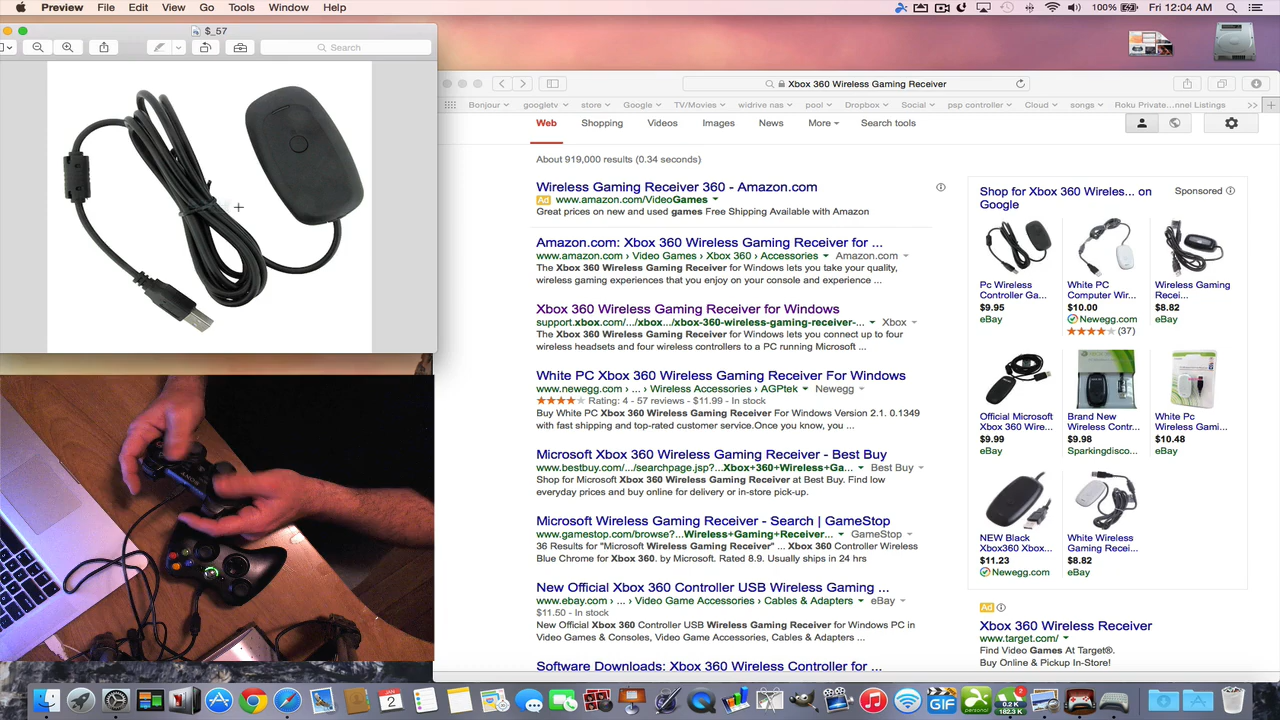 Preview File Edit View Go Tools Window Help
100% Fri 12:04 AM
$_57
Search
Xbox 360 Wireless Gaming Receiver
Bonjour googletv store Google TV/Movies widrive nas pool Dropbox Social psp controller Cloud songs Roku Private...nnel Listings >>
Web Shopping Videos Images News More Search tools
About 919,000 results (0.34 seconds)
Wireless Gaming Receiver 360 - Amazon.com
Ad www.amazon.com/VideoGames
Great prices on new and used games Free Shipping Available with Amazon
Amazon.com: Xbox 360 Wireless Gaming Receiver for ...
www.amazon.com › Video Games › Xbox 360 › Accessories Amazon.com
The Xbox 360 Wireless Gaming Receiver for Windows lets you take your quality,
wireless gaming experiences that you enjoy on your console and experience ...
Xbox 360 Wireless Gaming Receiver for Windows
support.xbox.com/.../xbox.../xbox-360-wireless-gaming-receiver-... Xbox
The Xbox 360 Wireless Gaming Receiver for Windows lets you connect up to four
wireless headsets and four wireless controllers to a PC running Microsoft ...
White PC Xbox 360 Wireless Gaming Receiver For Windows
www.newegg.com › ... › Wireless Accessories › AGPtek Newegg
Rating: 4 - 57 reviews - $11.99 - In stock
Buy White PC Xbox 360 Wireless Gaming Receiver For Windows Version 2.1. 0.1349
with fast shipping and top-rated customer service.Once you know, you ...
Microsoft Xbox 360 Wireless Gaming Receiver - Best Buy
www.bestbuy.com/.../searchpage.jsp?...Xbox+360+Wireless+Ga... Best Buy
Shop for Microsoft Xbox 360 Wireless Gaming Receiver at Best Buy. Find low
everyday prices and buy online for delivery or in-store pick-up.
Microsoft Wireless Gaming Receiver - Search | GameStop
www.gamestop.com/browse?...Wireless+Gaming+Receiver... GameStop
36 Results for "Microsoft Wireless Gaming Receiver" ... Xbox 360 Controller Wireless
Blue Chrome for Xbox 360. by Microsoft. Rated 8.9. Usually ships in 24 hrs
New Official Xbox 360 Controller USB Wireless Gaming ...
www.ebay.com › ... › Video Game Accessories › Cables & Adapters eBay
$11.50 - In stock
New Official Xbox 360 Controller USB Wireless Gaming Receiver for Windows PC in
Video Games & Consoles, Video Game Accessories, Cables & Adapters ...
Software Downloads: Xbox 360 Wireless Controller for ...
Shop for Xbox 360 Wireles... on
Google
Sponsored
Pc Wireless
Controller Ga...
$9.95
eBay
White PC
Computer Wir...
$10.00
Newegg.com
(37)
Wireless Gaming
Recei...
$8.82
eBay
Official Microsoft
Xbox 360 Wire...
$9.99
eBay
Brand New
Wireless Contr...
$9.98
Sparkingdisco...
White Pc
Wireless Gami...
$10.48
eBay
NEW Black
Xbox360 Xbox...
$11.23
Newegg.com
White Wireless
Gaming Recei...
$8.82
eBay
Ad
Xbox 360 Wireless Receiver
www.target.com/
Find Video Games At Target®.
Buy Online & Pickup In-Store!
SONY
JAN
2
GIF
personal
2
0.2 K
182.3 K